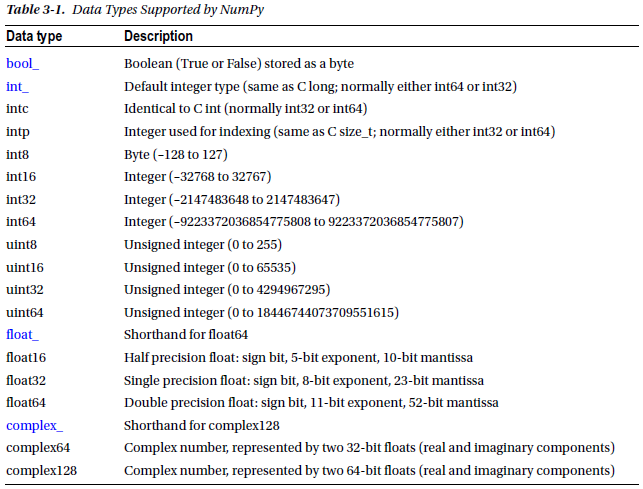 Table 3-1. Data Types Supported by NumPy
Data type Description
bool_ Boolean (True or False) stored as a byte
int_ Default integer type (same as C long; normally either int64 or int32)
intc Identical to C int (normally int32 or int64)
intp Integer used for indexing (same as C size_t; normally either int32 or int64)
int8 Byte (–128 to 127)
int16 Integer (–32768 to 32767)
int32 Integer (–2147483648 to 2147483647)
int64 Integer (–9223372036854775808 to 9223372036854775807)
uint8 Unsigned integer (0 to 255)
uint16 Unsigned integer (0 to 65535)
uint32 Unsigned integer (0 to 4294967295)
uint64 Unsigned integer (0 to 18446744073709551615)
float_ Shorthand for float64
float16 Half precision float: sign bit, 5-bit exponent, 10-bit mantissa
float32 Single precision float: sign bit, 8-bit exponent, 23-bit mantissa
float64 Double precision float: sign bit, 11-bit exponent, 52-bit mantissa
complex_ Shorthand for complex128
complex64 Complex number, represented by two 32-bit floats (real and imaginary components)
complex128 Complex number, represented by two 64-bit floats (real and imaginary components)